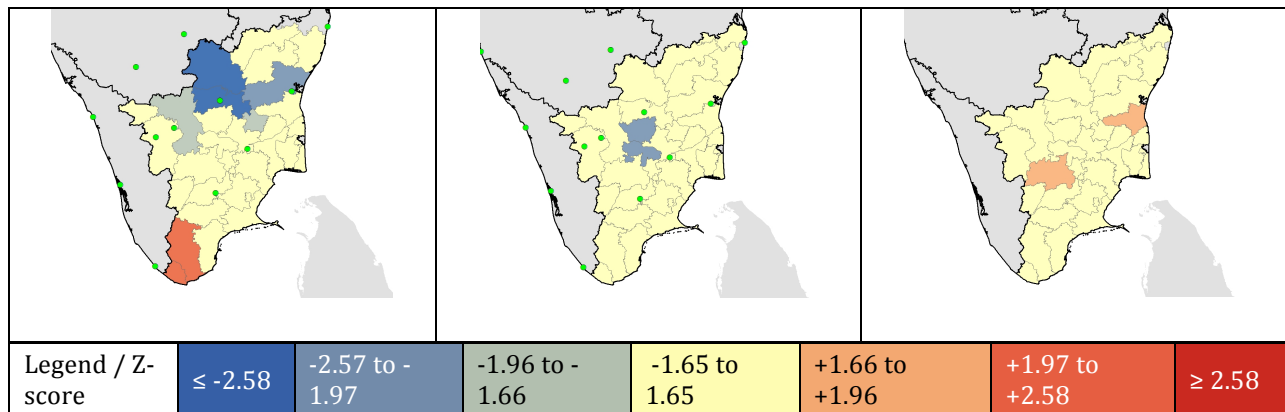 Legend / Z-
score
≤ -2.58
-2.57 to -
1.97
-1.96 to -
1.66
-1.65 to
1.65
+1.66 to
+1.96
+1.97 to
+2.58
≥ 2.58